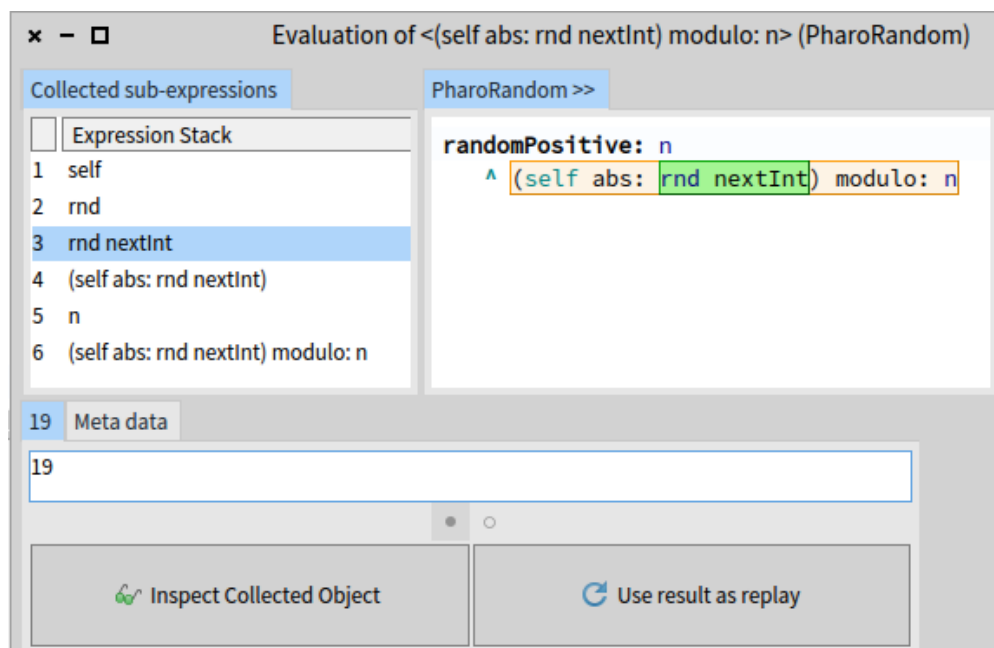 Evaluation of <(self abs: rnd nextInt) modulo: n> (PharoRandom)
Collected sub-expressions
Expression Stack
1 self
2 rnd
3 rnd nextInt
4 (self abs: rnd nextInt)
5 n
6 (self abs: rnd nextInt) modulo: n
PharoRandom >>
randomPositive: n
^ (self abs: rnd nextInt) modulo: n
19 Meta data
19
Inspect Collected Object
Use result as replay